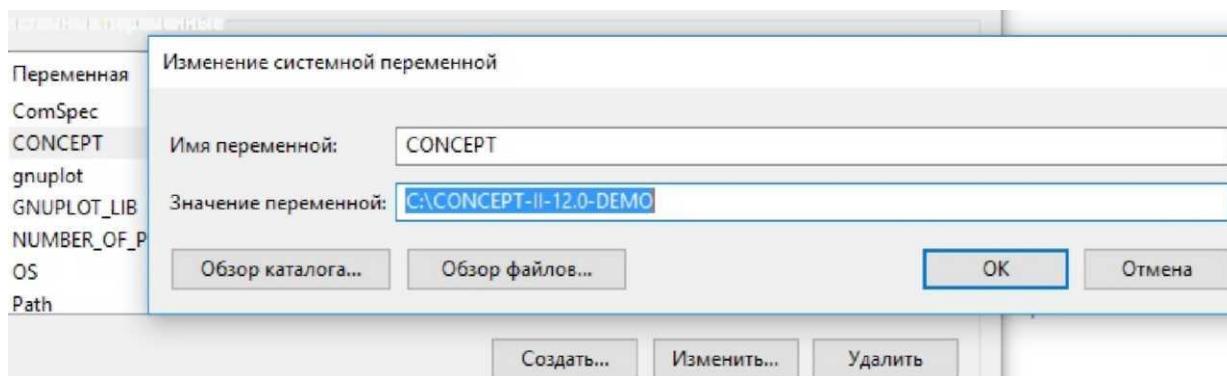 Переменная
ComSpec
CONCEPT
gnuplot
GNUPLOT_LIB
NUMBER_OF_P
OS
Path
Изменение системной переменной
Имя переменной: CONCEPT
Значение переменной: C:\CONCEPT-II-12.0-DEMO
Обзор каталога... Обзор файлов... OK Отмена
Создать... Изменить... Удалить